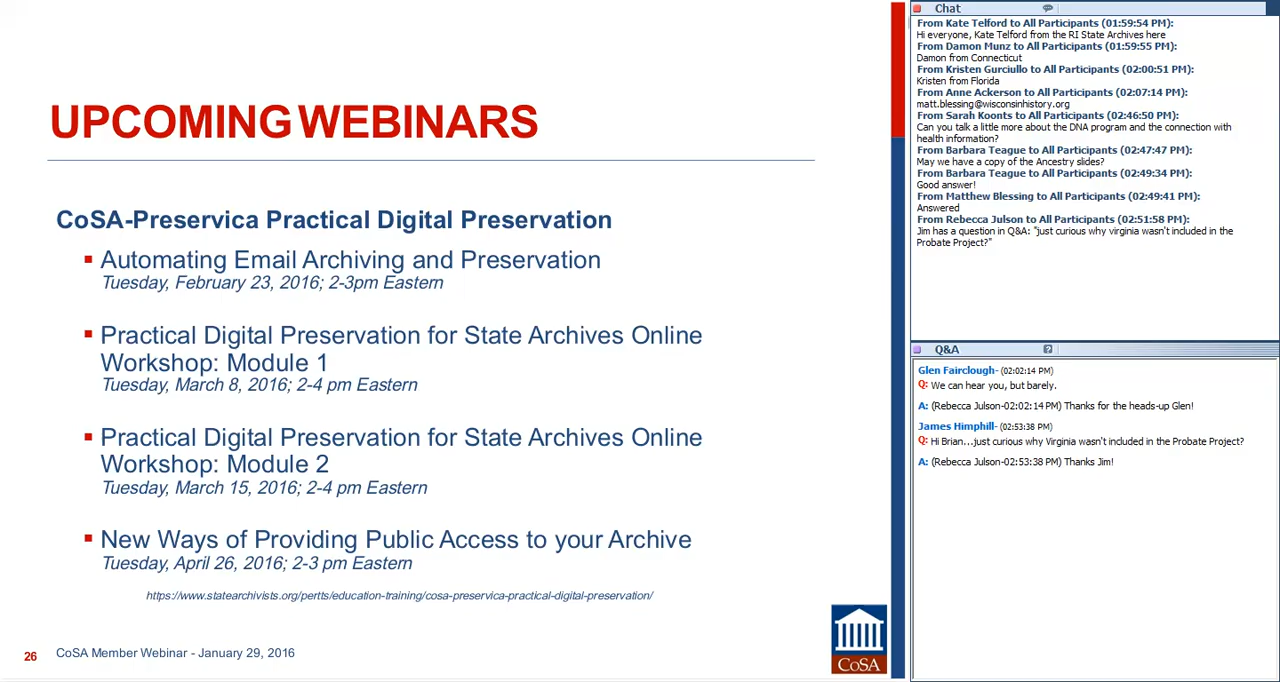 UPCOMING WEBINARS
CoSA-Preservica Practical Digital Preservation
Automating Email Archiving and Preservation
Tuesday, February 23, 2016; 2-3pm Eastern
Practical Digital Preservation for State Archives Online
Workshop: Module 1
Tuesday, March 8, 2016; 2-4 pm Eastern
Practical Digital Preservation for State Archives Online
Workshop: Module 2
Tuesday, March 15, 2016; 2-4 pm Eastern
New Ways of Providing Public Access to your Archive
Tuesday, April 26, 2016; 2-3 pm Eastern
https://www.statearchivists.org/pertts/education-training/cosa-preservica-practical-digital-preservation/
26
CoSA Member Webinar - January 29, 2016
CoSA
Chat
From Kate Telford to All Participants (01:59:54 PM):
Hi everyone, Kate Telford from the RI State Archives here
From Damon Munz to All Participants (01:59:55 PM):
Damon from Connecticut
From Kristen Gurciullo to All Participants (02:00:51 PM):
Kristen from Florida
From Anne Ackerson to All Participants (02:07:14 PM):
matt.blessing@wisconsinhistory.org
From Sarah Koonts to All Participants (02:46:50 PM):
Can you talk a little more about the DNA program and the connection with
health information?
From Barbara Teague to All Participants (02:47:47 PM):
May we have a copy of the Ancestry slides?
From Barbara Teague to All Participants (02:49:34 PM):
Good answer!
From Matthew Blessing to All Participants (02:49:41 PM):
Answered
From Rebecca Julson to All Participants (02:51:58 PM):
Jim has a question in Q&A: "just curious why virginia wasn't included in the
Probate Project?"
Q&A
Glen Fairclough- (02:02:14 PM)
Q: We can hear you, but barely.
A: (Rebecca Julson-02:02:14 PM) Thanks for the heads-up Glen!
James Himphill- (02:53:38 PM)
Q: Hi Brian...just curious why Virginia wasn't included in the Probate Project?
A: (Rebecca Julson-02:53:38 PM) Thanks Jim!